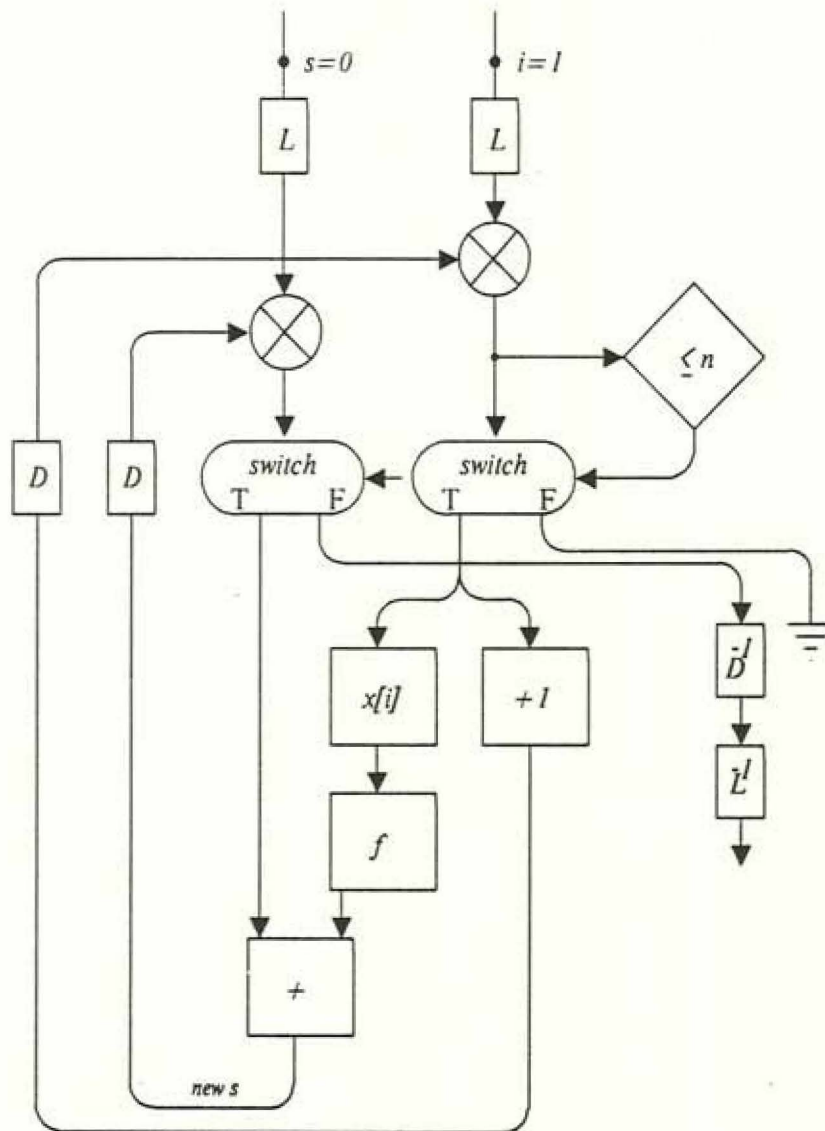 s=0 i=1
L L
≤ n
switch switch
T F T F
D D
D-1
x[i] +1
L-1
f
+
new s